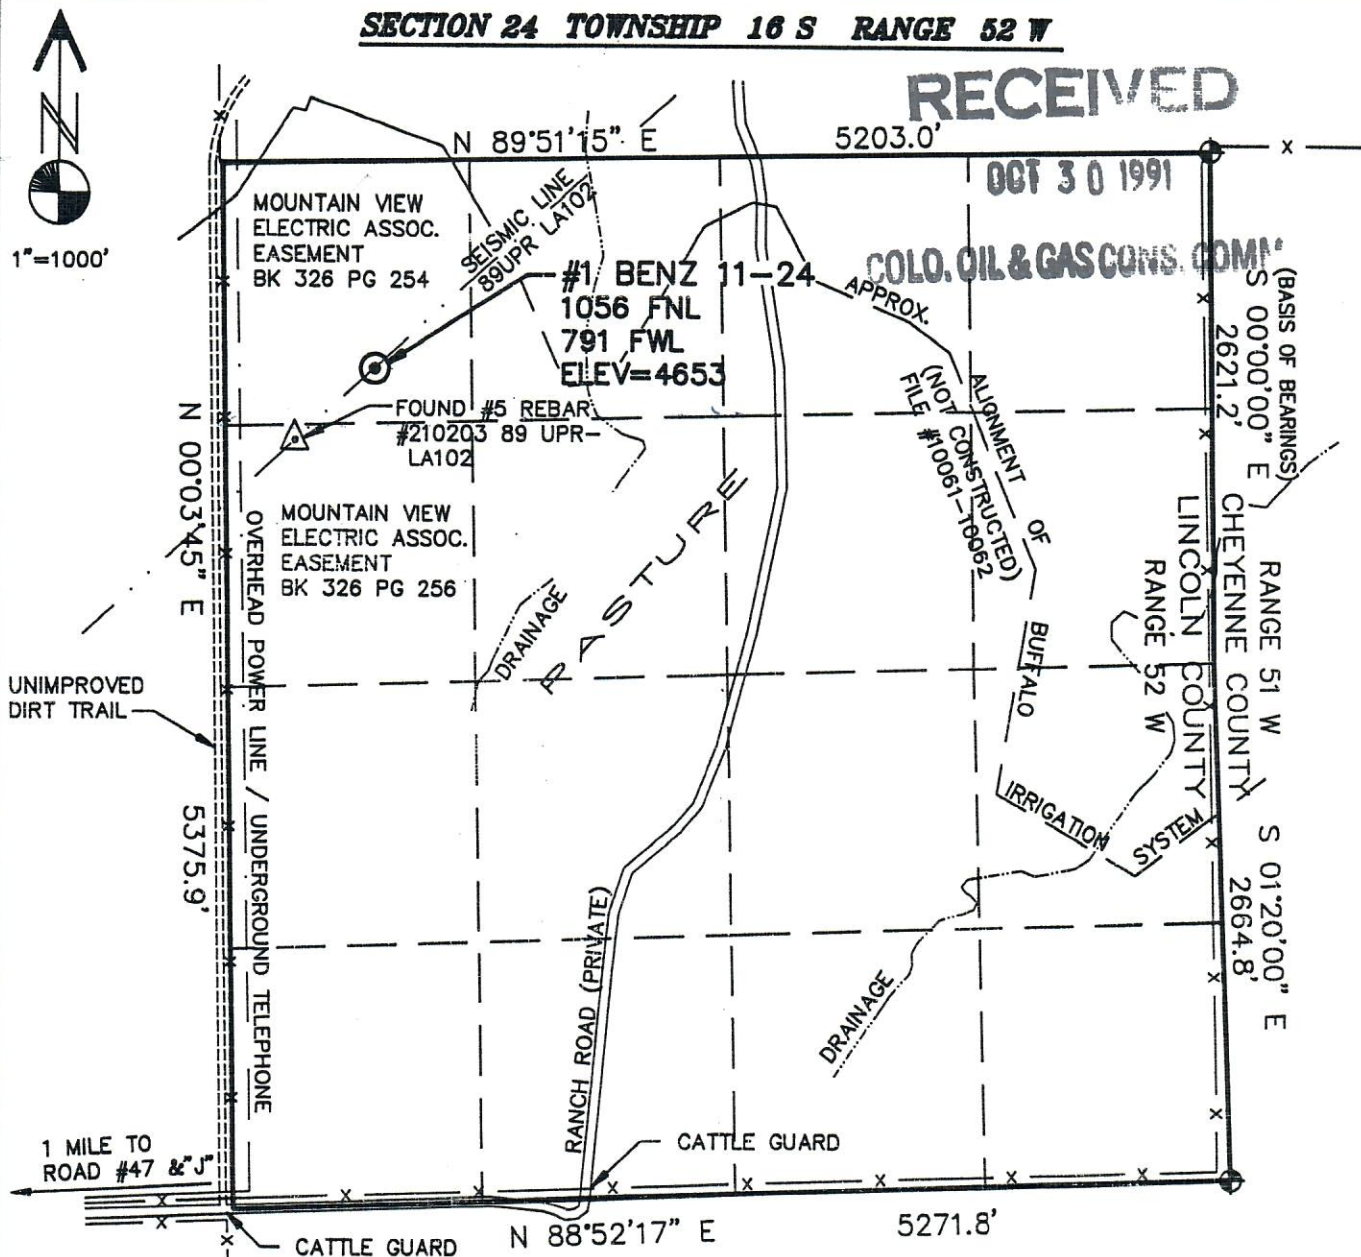 SECTION 24 TOWNSHIP 16 S RANGE 52 W
RECEIVED
OCT 30 1991
COLO. OIL & GAS CONS. COMM'
N
1"=1000'
N 89°51'15" E 5203.0'
MOUNTAIN VIEW
ELECTRIC ASSOC.
EASEMENT
BK 326 PG 254
SEISMIC LINE
89UPR LA102
#1 BENZ 11-24
1056 FNL
791 FWL
ELEV=4653
FOUND #5 REBAR
#210203 89 UPR-
LA102
MOUNTAIN VIEW
ELECTRIC ASSOC.
EASEMENT
BK 326 PG 256
APPROX.
ALIGNMENT OF
BUFFALO
IRRIGATION
SYSTEM
(NOT CONSTRUCTED)
FILE #10061-10062
(BASIS OF BEARINGS)
S 00°00'00" E
2621.2'
RANGE 51 W
CHEYENNE COUNTY
LINCOLN COUNTY
RANGE 52 W
S 01°20'00" E
2664.8'
N 00°03'45" E
5375.9'
OVERHEAD POWER LINE / UNDERGROUND TELEPHONE
UNIMPROVED
DIRT TRAIL
DRAINAGE
PASTURE
RANCH ROAD (PRIVATE)
DRAINAGE
CATTLE GUARD
1 MILE TO
ROAD #47 &"J"
CATTLE GUARD
N 88°52'17" E 5271.8'